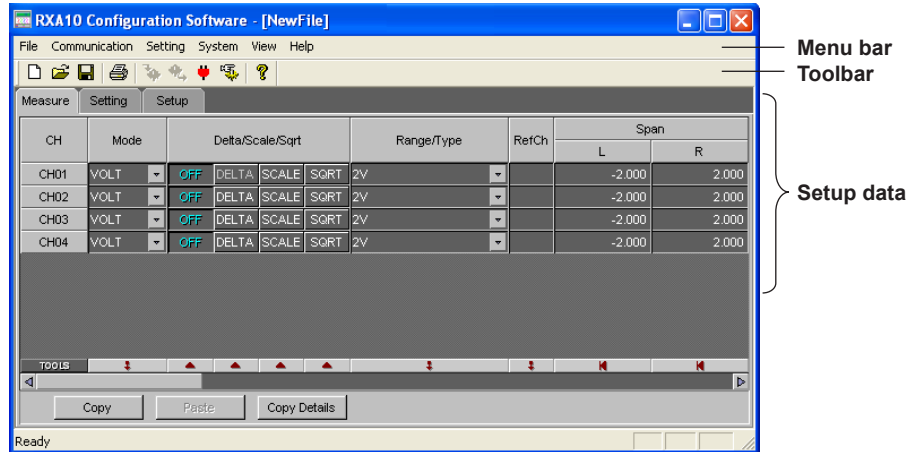 RXA10 Configuration Software - [NewFile]
File Communication Setting System View Help
Menu bar
Toolbar
Measure Setting Setup
CH Mode Delta/Scale/Sqrt Range/Type RefCh Span
L R
CH01 VOLT OFF DELTA SCALE SQRT 2V -2.000 2.000
CH02 VOLT OFF DELTA SCALE SQRT 2V -2.000 2.000
Setup data
CH03 VOLT OFF DELTA SCALE SQRT 2V -2.000 2.000
CH04 VOLT OFF DELTA SCALE SQRT 2V -2.000 2.000
TOOLS
Copy Paste Copy Details
Ready